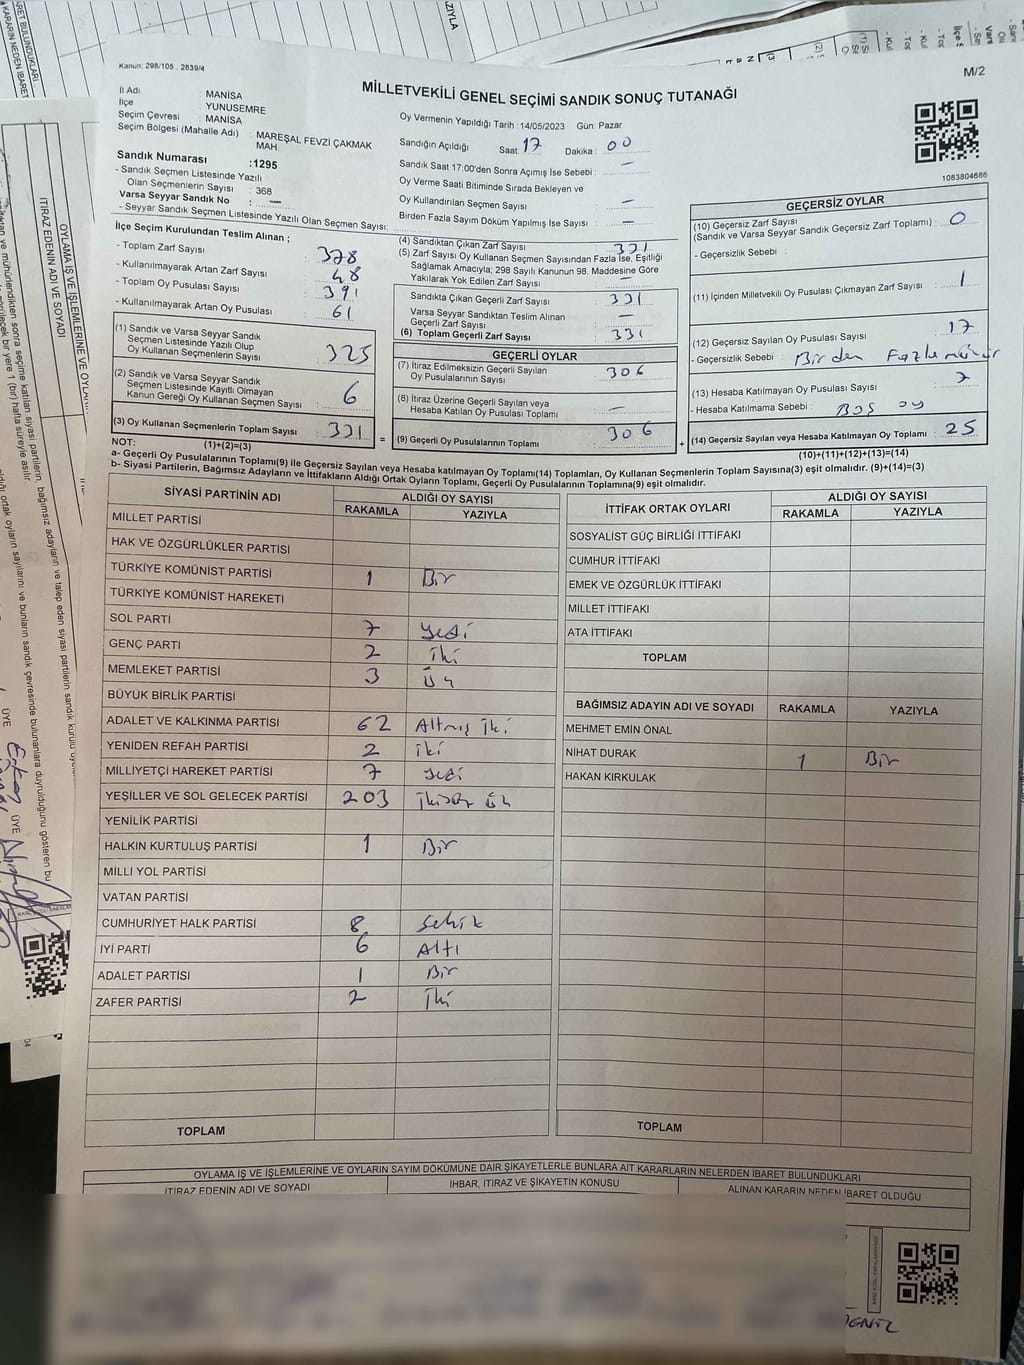 Kanun: 298/105 , 2839/4
M/2
MİLLETVEKİLİ GENEL SEÇİMİ SANDIK SONUÇ TUTANAĞI
İl Adı : MANİSA
İlçe : YUNUSEMRE
Seçim Çevresi : MANİSA
Seçim Bölgesi (Mahalle Adı) : MAREŞAL FEVZİ ÇAKMAK MAH
Sandık Numarası :1295
- Sandık Seçmen Listesinde Yazılı
Olan Seçmenlerin Sayısı : 368
Varsa Seyyar Sandık No : —
- Seyyar Sandık Seçmen Listesinde Yazılı Olan Seçmen Sayısı:
Oy Vermenin Yapıldığı Tarih :14/05/2023 Gün: Pazar
Sandığın Açıldığı Saat: 17 Dakika : 00
Sandık Saat 17:00'den Sonra Açımış İse Sebebi : —
Oy Verme Saati Bitiminde Sırada Bekleyen ve
Oy Kullandırılan Seçmen Sayısı : —
Birden Fazla Sayım Döküm Yapılmış İse Sayısı : —
1083804686
İlçe Seçim Kurulundan Teslim Alınan ;
- Toplam Zarf Sayısı : 378
- Kullanılmayarak Artan Zarf Sayısı : 48
- Toplam Oy Pusulası Sayısı : 391
- Kullanılmayarak Artan Oy Pusulası : 61
(1) Sandık ve Varsa Seyyar Sandık
Seçmen Listesinde Yazılı Olup
Oy Kullanan Seçmenlerin Sayısı : 325
(2) Sandık ve Varsa Seyyar Sandık
Seçmen Listesinde Kayıtlı Olmayan
Kanun Gereği Oy Kullanan Seçmen Sayısı : 6
(3) Oy Kullanan Seçmenlerin Toplam Sayısı : 331
(4) Sandıktan Çıkan Zarf Sayısı : 331
(5) Zarf Sayısı Oy Kullanan Seçmen Sayısından Fazla İse, Eşitliği
Sağlamak Amacıyla; 298 Sayılı Kanunun 98. Maddesine Göre
Yakılarak Yok Edilen Zarf Sayısı : —
Sandıkta Çıkan Geçerli Zarf Sayısı : 331
Varsa Seyyar Sandıktan Teslim Alınan
Geçerli Zarf Sayısı : —
(6) Toplam Geçerli Zarf Sayısı : 331
GEÇERLİ OYLAR
(7) İtiraz Edilmeksizin Geçerli Sayılan
Oy Pusulalarının Sayısı : 306
(8) İtiraz Üzerine Geçerli Sayılan veya
Hesaba Katılan Oy Pusulası Toplamı : —
= (9) Geçerli Oy Pusulalarının Toplamı : 306 +
GEÇERSİZ OYLAR
(10) Geçersiz Zarf Sayısı
(Sandık ve Varsa Seyyar Sandık Geçersiz Zarf Toplamı) : 0
- Geçersizlik Sebebi :
(11) İçinden Milletvekili Oy Pusulası Çıkmayan Zarf Sayısı : 1
(12) Geçersiz Sayılan Oy Pusulası Sayısı : 17
- Geçersizlik Sebebi : Birden Fazla mühür
(13) Hesaba Katılmayan Oy Pusulası Sayısı : 7
- Hesaba Katılmama Sebebi : Boş oy
(14) Geçersiz Sayılan veya Hesaba Katılmayan Oy Toplamı : 25
NOT: (1)+(2)=(3)
(10)+(11)+(12)+(13)=(14)
a- Geçerli Oy Pusulalarının Toplamı(9) ile Geçersiz Sayılan veya Hesaba katılmayan Oy Toplamı(14) Toplamları, Oy Kullanan Seçmenlerin Toplam Sayısına(3) eşit olmalıdır. (9)+(14)=(3)
b- Siyasi Partilerin, Bağımsız Adayların ve İttifakların Aldığı Ortak Oyların Toplamı, Geçerli Oy Pusulalarının Toplamına(9) eşit olmalıdır.
SİYASİ PARTİNİN ADI ALDIĞI OY SAYISI
RAKAMLA YAZIYLA
MİLLET PARTİSİ
HAK VE ÖZGÜRLÜKLER PARTİSİ
TÜRKİYE KOMÜNİST PARTİSİ 1 Bir
TÜRKİYE KOMÜNİST HAREKETİ
SOL PARTİ 7 yedi
GENÇ PARTİ 2 iki
MEMLEKET PARTİSİ 3 Üç
BÜYÜK BİRLİK PARTİSİ
ADALET VE KALKINMA PARTİSİ 62 Altmış İki
YENİDEN REFAH PARTİSİ 2 iki
MİLLİYETÇİ HAREKET PARTİSİ 7 yedi
YEŞİLLER VE SOL GELECEK PARTİSİ 203 İkiyüz üç
YENİLİK PARTİSİ
HALKIN KURTULUŞ PARTİSİ 1 Bir
MİLLİ YOL PARTİSİ
VATAN PARTİSİ
CUMHURİYET HALK PARTİSİ 8 Sekiz
İYİ PARTİ 6 Altı
ADALET PARTİSİ 1 Bir
ZAFER PARTİSİ 2 İki
TOPLAM
İTTİFAK ORTAK OYLARI ALDIĞI OY SAYISI
RAKAMLA YAZIYLA
SOSYALİST GÜÇ BİRLİĞİ İTTİFAKI
CUMHUR İTTİFAKI
EMEK VE ÖZGÜRLÜK İTTİFAKI
MİLLET İTTİFAKI
ATA İTTİFAKI
TOPLAM
BAĞIMSIZ ADAYIN ADI VE SOYADI RAKAMLA YAZIYLA
MEHMET EMİN ÖNAL
NİHAT DURAK 1 Bir
HAKAN KIRKULAK
TOPLAM
OYLAMA İŞ VE İŞLEMLERİNE VE OYLARIN SAYIM DÖKÜMÜNE DAİR ŞİKAYETLERLE BUNLARA AİT KARARLARIN NELERDEN İBARET BULUNDUKLARI
İTİRAZ EDENİN ADI VE SOYADI İHBAR, İTİRAZ VE ŞİKAYETİN KONUSU ALINAN KARARIN NEDEN İBARET OLDUĞU
YAZIYLA
İTİRAZ EDENİN ADI VE SOYADI
ÜYE
ÜYE